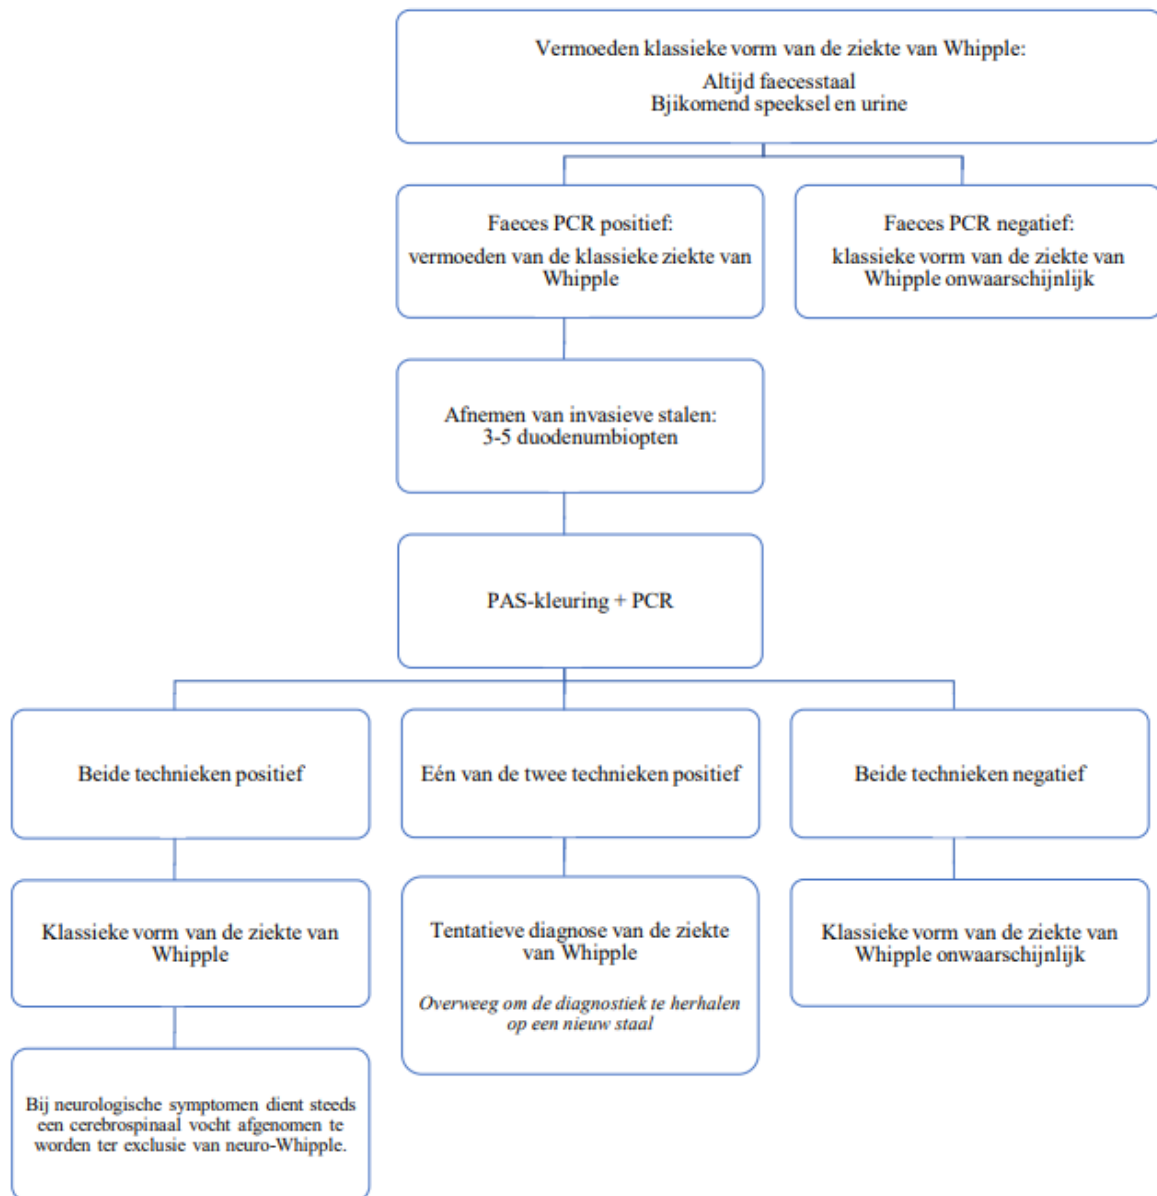 Vermoeden klassieke vorm van de ziekte van Whipple:
Altijd faecesstaal
Bjikomend speeksel en urine
Faeces PCR positief:
vermoeden van de klassieke ziekte van
Whipple
Faeces PCR negatief:
klassieke vorm van de ziekte van
Whipple onwaarschijnlijk
Afnemen van invasieve stalen:
3-5 duodenumbiopten
PAS-kleuring + PCR
Beide technieken positief
Eén van de twee technieken positief
Beide technieken negatief
Klassieke vorm van de ziekte van
Whipple
Tentatieve diagnose van de ziekte
van Whipple
Overweeg om de diagnostiek te herhalen
op een nieuw staal
Klassieke vorm van de ziekte van
Whipple onwaarschijnlijk
Bij neurologische symptomen dient steeds
een cerebrospinaal vocht afgenomen te
worden ter exclusie van neuro-Whipple.